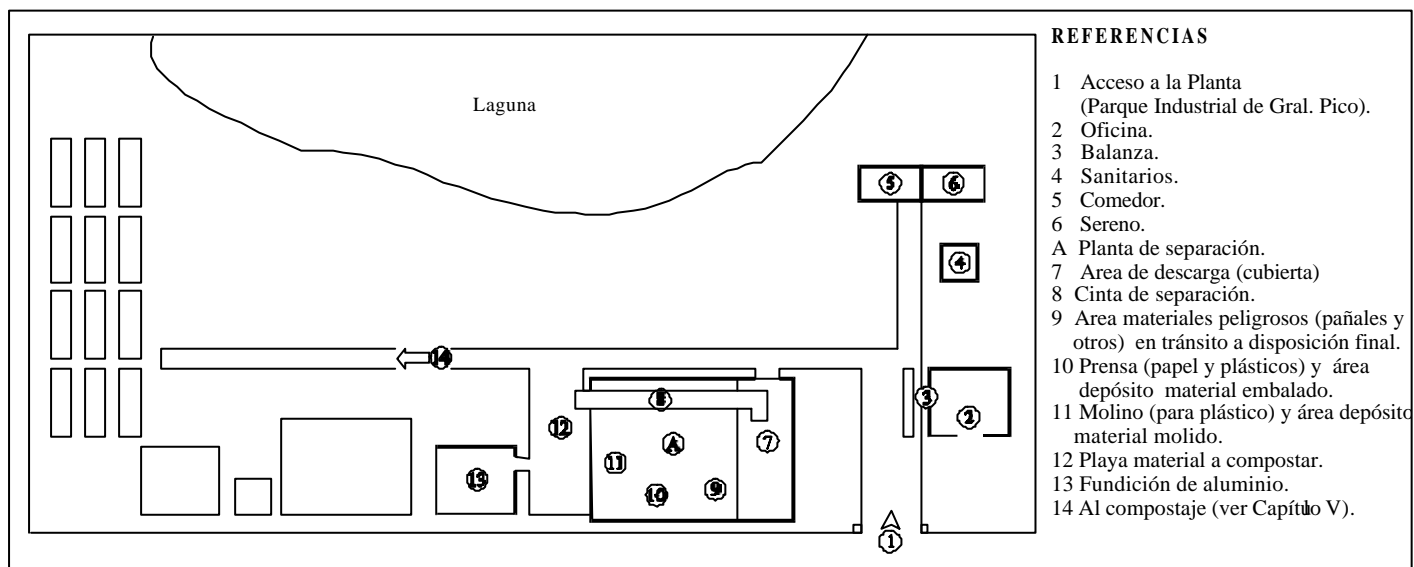 Laguna
5
6
4
14
8
3
2
12
A
7
11
13
10
9
1
REFERENCIAS
1 Acceso a la Planta
(Parque Industrial de Gral. Pico).
2 Oficina.
3 Balanza.
4 Sanitarios.
5 Comedor.
6 Sereno.
A Planta de separación.
7 Area de descarga (cubierta)
8 Cinta de separación.
9 Area materiales peligrosos (pañales y
otros) en tránsito a disposición final.
10 Prensa (papel y plásticos) y área
depósito material embalado.
11 Molino (para plástico) y área depósito
material molido.
12 Playa material a compostar.
13 Fundición de aluminio.
14 Al compostaje (ver Capítulo V).